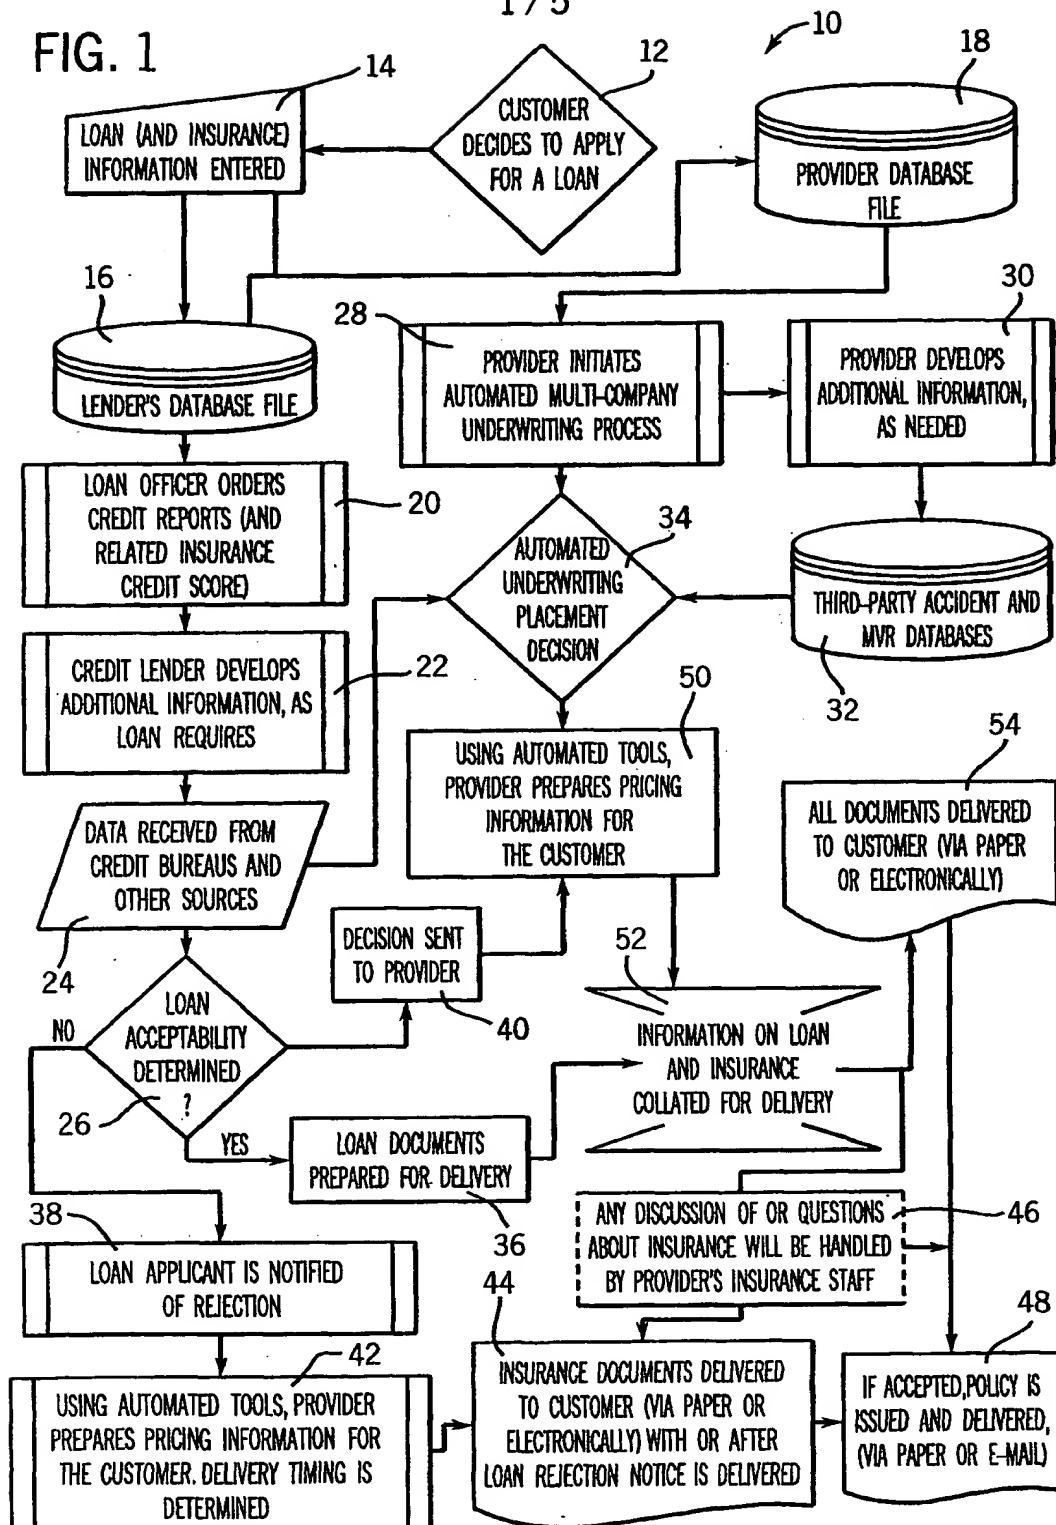 1/5
FIG. 1
10
12
CUSTOMER
DECIDES TO APPLY
FOR A LOAN
14
LOAN (AND INSURANCE)
INFORMATION ENTERED
18
PROVIDER DATABASE
FILE
16
LENDER'S DATABASE FILE
28
PROVIDER INITIATES
AUTOMATED MULTI-COMPANY
UNDERWRITING PROCESS
30
PROVIDER DEVELOPS
ADDITIONAL INFORMATION,
AS NEEDED
LOAN OFFICER ORDERS
CREDIT REPORTS (AND
RELATED INSURANCE
CREDIT SCORE)
20
34
AUTOMATED
UNDERWRITING
PLACEMENT
DECISION
THIRD-PARTY ACCIDENT AND
MVR DATABASES
32
CREDIT LENDER DEVELOPS
ADDITIONAL INFORMATION, AS
LOAN REQUIRES
22
50
USING AUTOMATED TOOLS,
PROVIDER PREPARES PRICING
INFORMATION FOR
THE CUSTOMER
54
ALL DOCUMENTS DELIVERED
TO CUSTOMER (VIA PAPER
OR ELECTRONICALLY)
DATA RECEIVED FROM
CREDIT BUREAUS AND
OTHER SOURCES
24
DECISION SENT
TO PROVIDER
40
52
INFORMATION ON LOAN
AND INSURANCE
COLLATED FOR DELIVERY
NO
LOAN
ACCEPTABILITY
DETERMINED
?
26
YES
LOAN DOCUMENTS
PREPARED FOR DELIVERY
36
ANY DISCUSSION OF OR QUESTIONS
ABOUT INSURANCE WILL BE HANDLED
BY PROVIDER'S INSURANCE STAFF
46
38
LOAN APPLICANT IS NOTIFIED
OF REJECTION
42
USING AUTOMATED TOOLS, PROVIDER
PREPARES PRICING INFORMATION FOR
THE CUSTOMER. DELIVERY TIMING IS
DETERMINED
44
INSURANCE DOCUMENTS DELIVERED
TO CUSTOMER (VIA PAPER OR
ELECTRONICALLY) WITH OR AFTER
LOAN REJECTION NOTICE IS DELIVERED
48
IF ACCEPTED, POLICY IS
ISSUED AND DELIVERED,
(VIA PAPER OR E-MAIL)